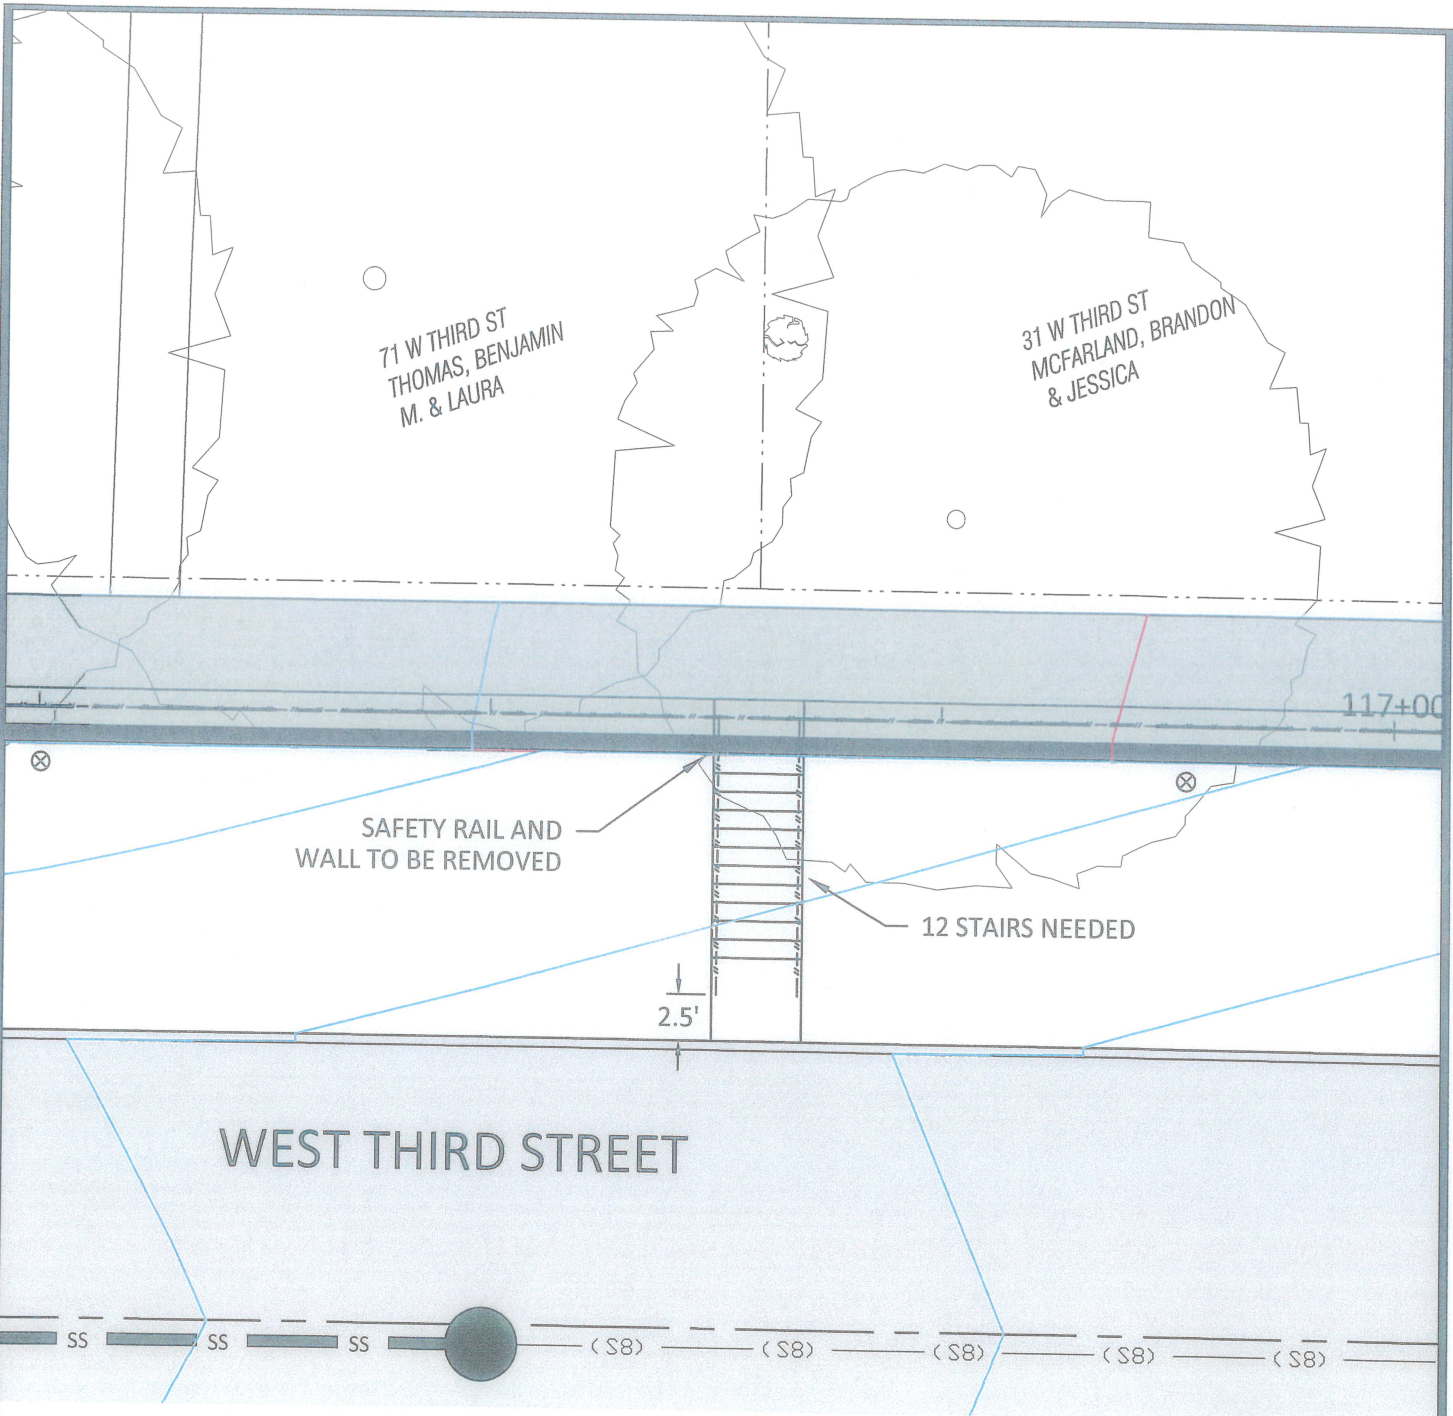 71 W THIRD ST
THOMAS, BENJAMIN
M. & LAURA
31 W THIRD ST
MCFARLAND, BRANDON
& JESSICA
117+00
SAFETY RAIL AND
WALL TO BE REMOVED
12 STAIRS NEEDED
2.5'
WEST THIRD STREET
SS SS SS (S8) (S8) (S8) (S8) (S8)